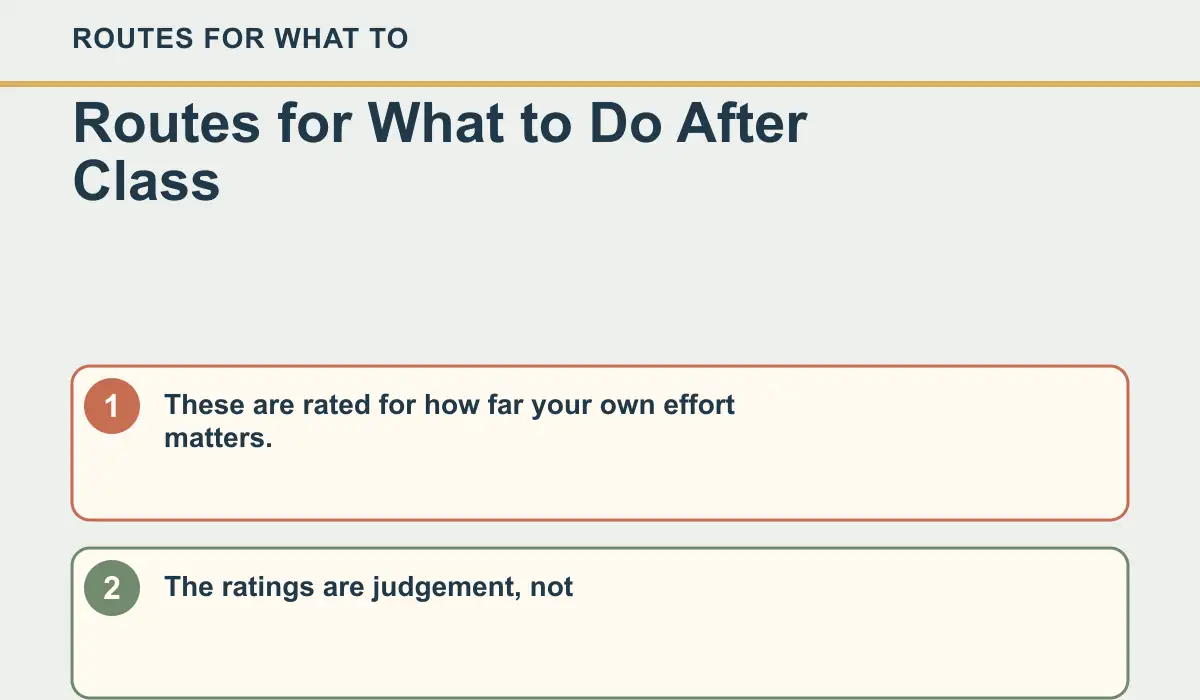 ROUTES FOR WHAT TO
Routes for What to Do After
Class
1
These are rated for how far your own effort
matters.
2
The ratings are judgement, not